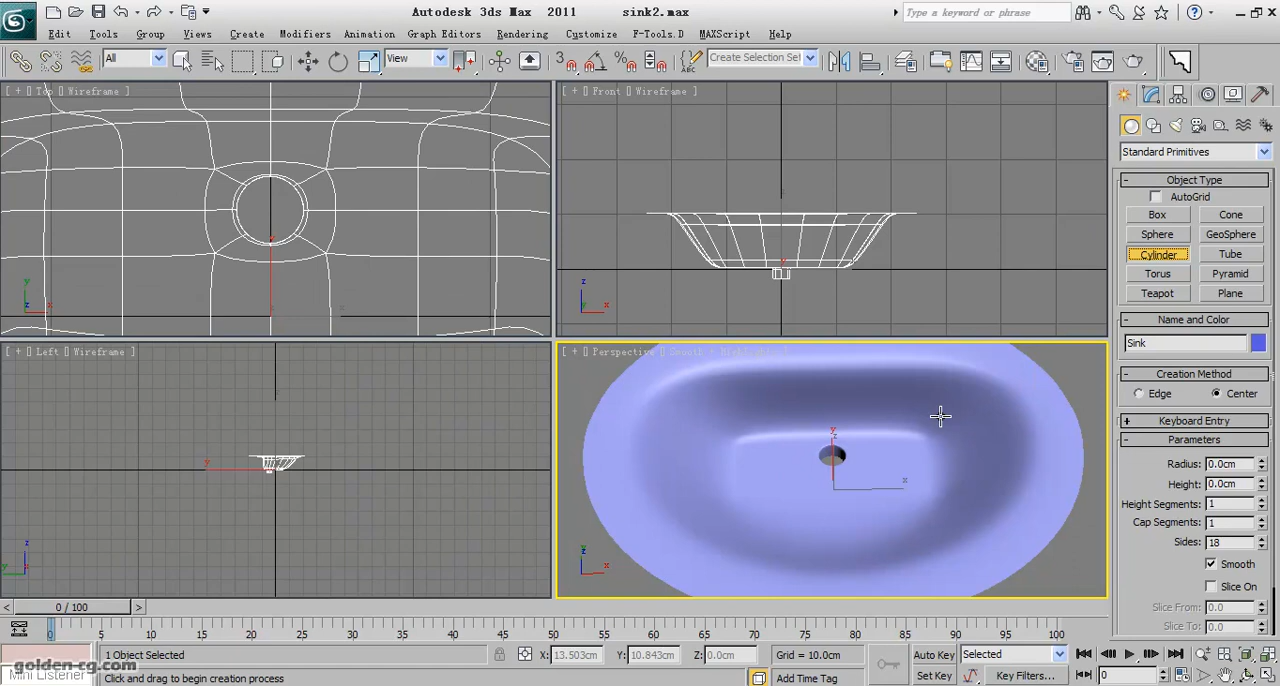 Autodesk 3ds Max 2011 sink2.max
Type a keyword or phrase
Edit Tools Group Views Create Modifiers Animation Graph Editors Rendering Customize F-Tools.D MAXScript Help
All View Create Selection Set
[ + [] Top [] Wireframe ]
[ + [] Front [] Wireframe ]
Standard Primitives
- Object Type
AutoGrid
Box Cone
Sphere GeoSphere
Cylinder Tube
Torus Pyramid
Teapot Plane
- Name and Color
Sink
- Creation Method
Edge Center
+ Keyboard Entry
- Parameters
Radius: 0.0cm
Height: 0.0cm
Height Segments: 1
Cap Segments: 1
Sides: 18
Smooth
Slice On
Slice From: 0.0
Slice To: 0.0
[ + [] Left [] Wireframe ]
[ + [] Perspective
< 0 / 100 >
0 5 10 15 20 25 30 35 40 45 50 55 60 65 70 75 80 85 90 95 100
1 Object Selected X: 13.503cm Y: 10.843cm Z: 0.0cm Grid = 10.0cm Auto Key Selected
golden-cg.com
Mini Listener Click and drag to begin creation process Add Time Tag Set Key Key Filters... 0